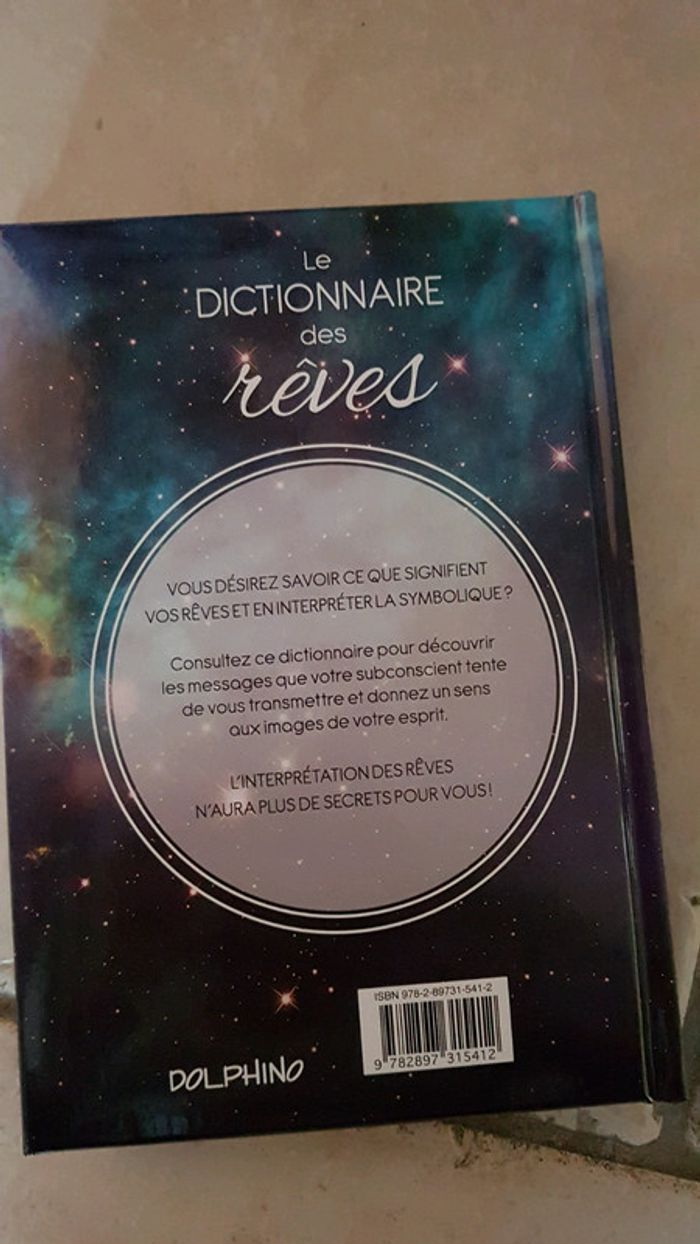 Le
DICTIONNAIRE
des
rêves
VOUS DÉSIREZ SAVOIR CE QUE SIGNIFIENT
VOS RÊVES ET EN INTERPRÉTER LA SYMBOLIQUE ?
Consultez ce dictionnaire pour découvrir
les messages que votre subconscient tente
de vous transmettre et donnez un sens
aux images de votre esprit.
L'INTERPRÉTATION DES RÊVES
N'AURA PLUS DE SECRETS POUR VOUS !
ISBN 978-2-89731-541-2
9 782897 315412
DOLPHINO